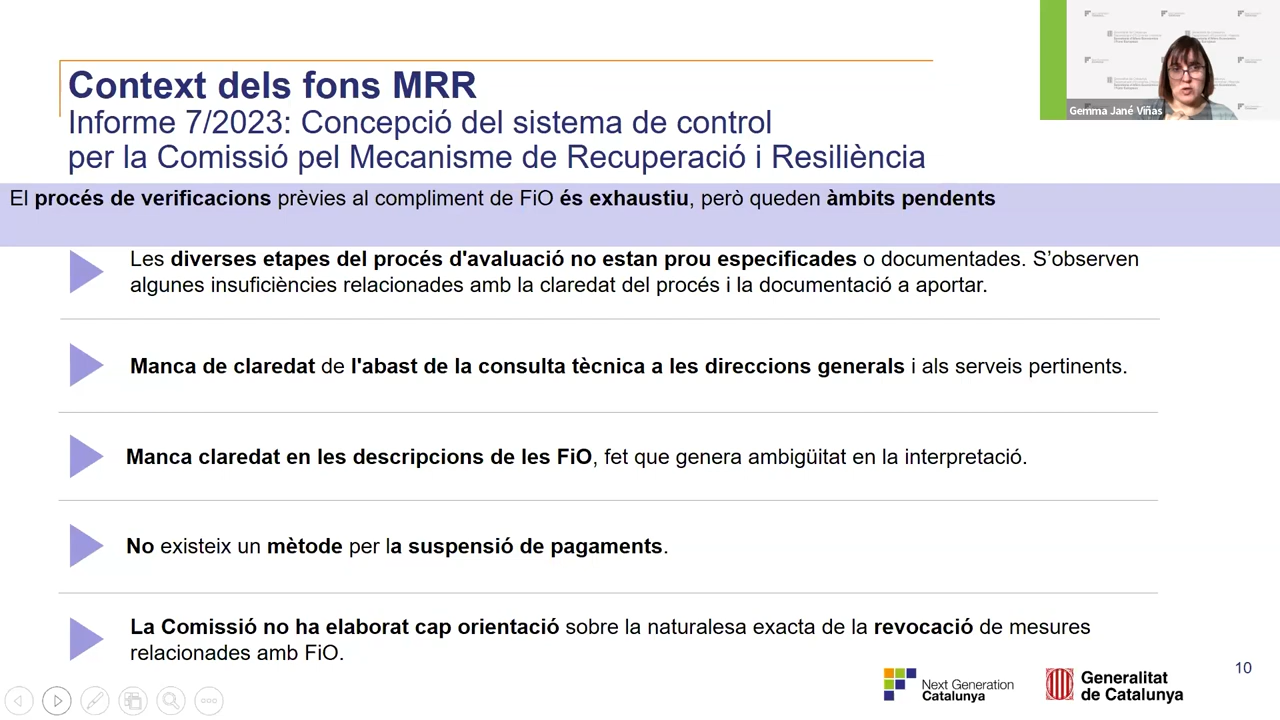 Context dels fons MRR
Informe 7/2023: Concepció del sistema de control
per la Comissió pel Mecanisme de Recuperació i Resiliència
Gemma Jané Viñas
El procés de verificacions prèvies al compliment de FiO és exhaustiu, però queden àmbits pendents
Les diverses etapes del procés d'avaluació no estan prou especificades o documentades. S’observen
algunes insuficiències relacionades amb la claredat del procés i la documentació a aportar.
Manca de claredat de l'abast de la consulta tècnica a les direccions generals i als serveis pertinents.
Manca claredat en les descripcions de les FiO, fet que genera ambigüitat en la interpretació.
No existeix un mètode per la suspensió de pagaments.
La Comissió no ha elaborat cap orientació sobre la naturalesa exacta de la revocació de mesures
relacionades amb FiO.
10
Next Generation
Catalunya
Generalitat
de Catalunya